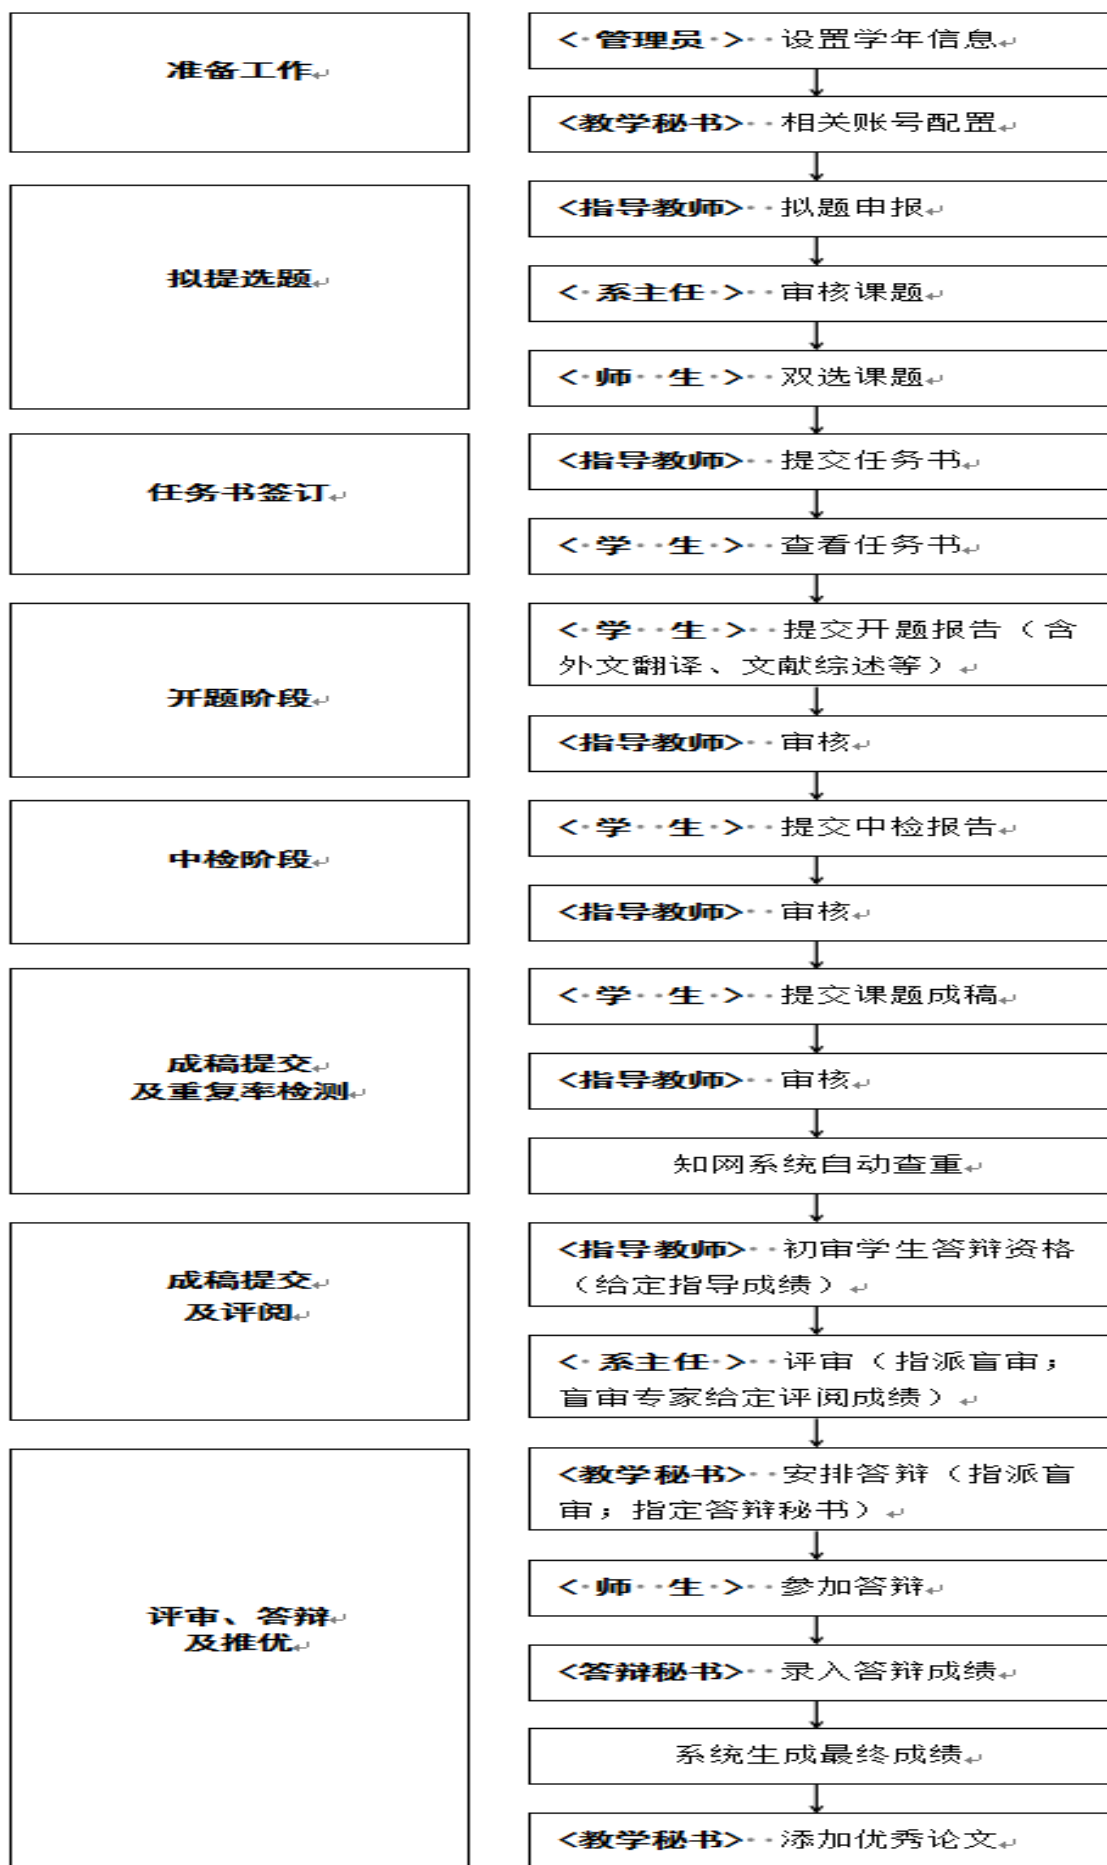 准备工作
<管理员> 设置学年信息
<教学秘书> 相关账号配置
拟提选题
<指导教师> 拟题申报
<系主任> 审核课题
<师 生> 双选课题
任务书签订
<指导教师> 提交任务书
<学 生> 查看任务书
开题阶段
<学 生> 提交开题报告（含
外文翻译、文献综述等）
<指导教师> 审核
中检阶段
<学 生> 提交中检报告
<指导教师> 审核
成稿提交
及重复率检测
<学 生> 提交课题成稿
<指导教师> 审核
知网系统自动查重
成稿提交
及评阅
<指导教师> 初审学生答辩资格
（给定指导成绩）
<系主任> 评审（指派盲审；
盲审专家给定评阅成绩）
评审、答辩
及推优
<教学秘书> 安排答辩（指派盲
审；指定答辩秘书）
<师 生> 参加答辩
<答辩秘书> 录入答辩成绩
系统生成最终成绩
<教学秘书> 添加优秀论文